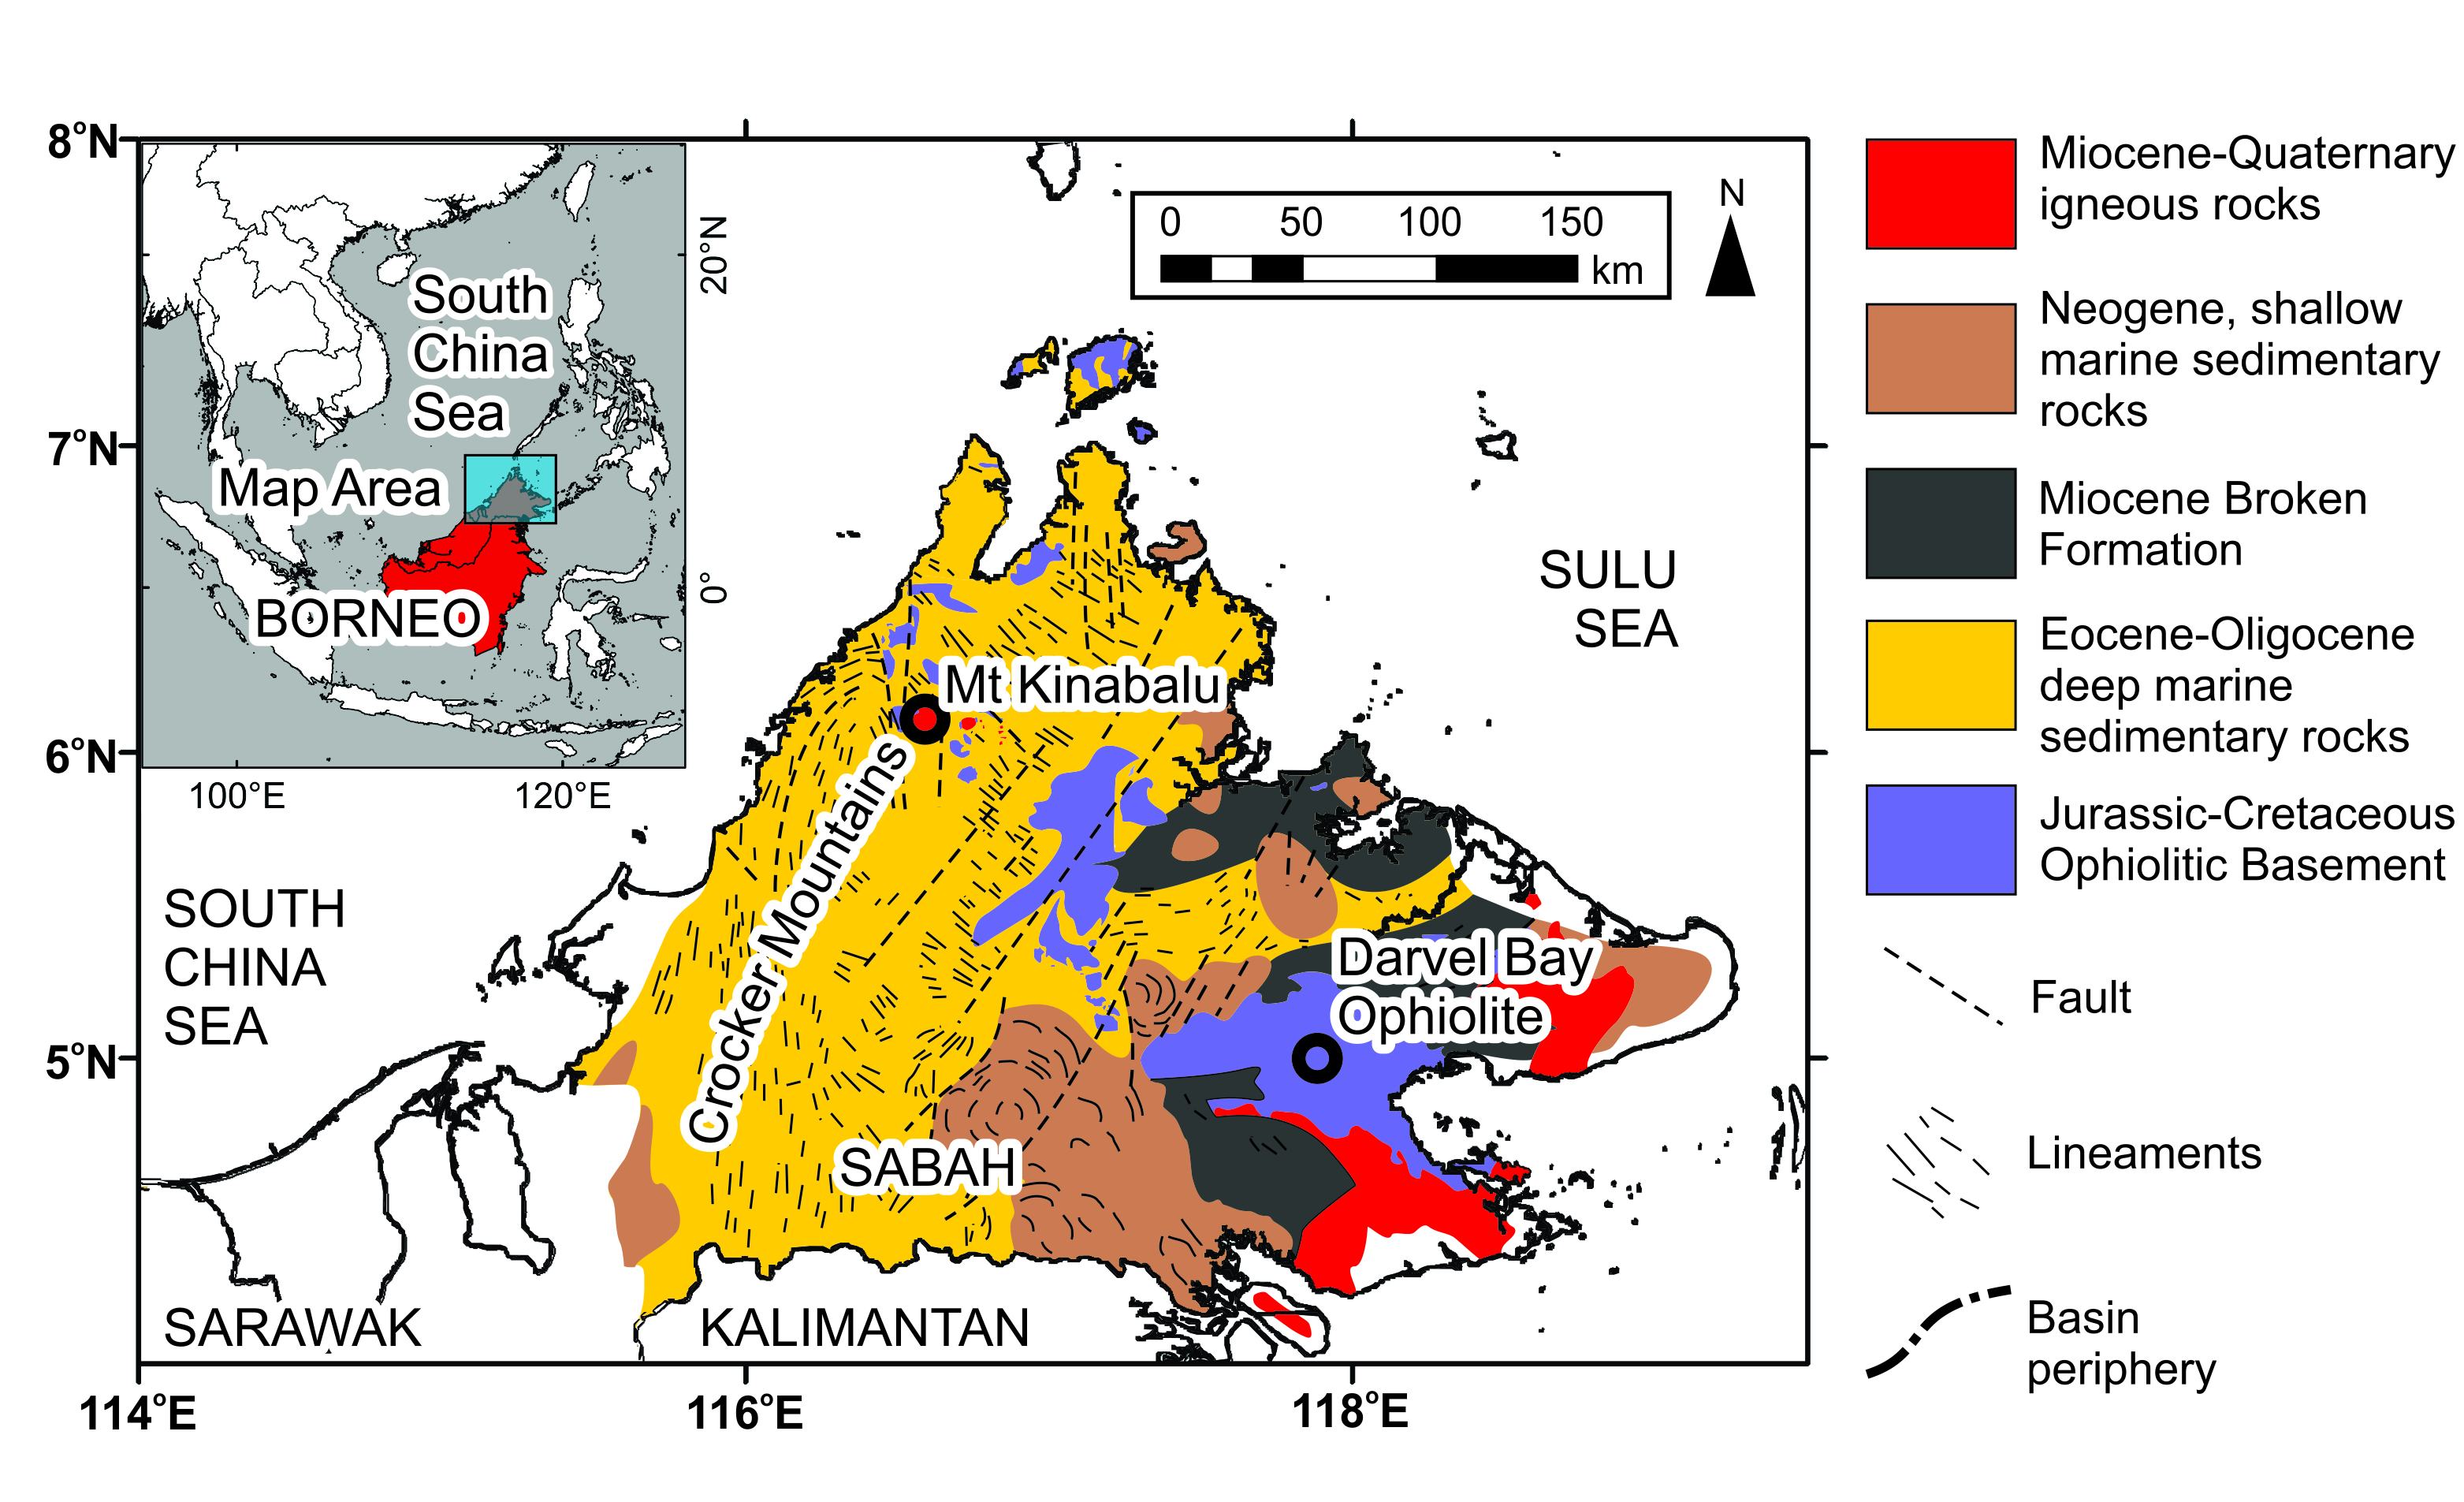 8°N
7°N
6°N
5°N
114°E
116°E
118°E
20°N
0°
100°E
120°E
South
China
Sea
Map Area
BORNEO
0 50 100 150
km
N
SULU
SEA
Mt Kinabalu
Crocker Mountains
SOUTH
CHINA
SEA
Darvel Bay
Ophiolite
SABAH
SARAWAK
KALIMANTAN
Miocene-Quaternary
igneous rocks
Neogene, shallow
marine sedimentary
rocks
Miocene Broken
Formation
Eocene-Oligocene
deep marine
sedimentary rocks
Jurassic-Cretaceous
Ophiolitic Basement
Fault
Lineaments
Basin
periphery